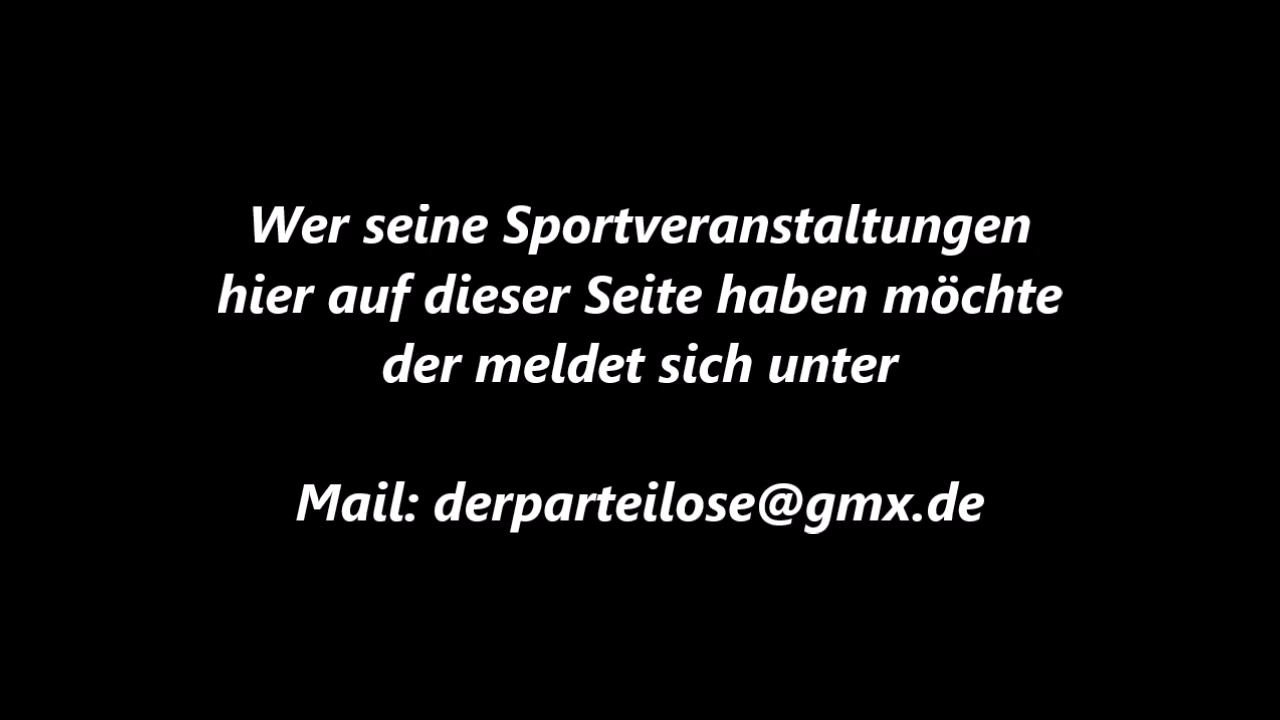 Wer seine Sportveranstaltungen
hier auf dieser Seite haben möchte
der meldet sich unter
Mail: derparteilose@gmx.de